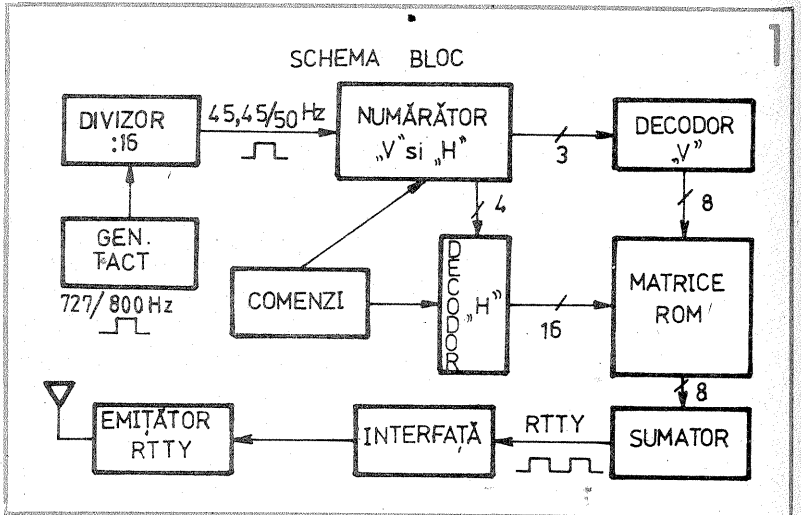 1
SCHEMA BLOC
DIVIZOR
:16
45,45/50 Hz
NUMĂRĂTOR
„V” si „H”
3
DECODOR
„V”
GEN.
TACT
727/800 Hz
4
8
COMENZI
DECODOR
„H”
16
MATRICE
ROM
8
EMIȚĂTOR
RTTY
INTERFAȚĂ
RTTY
SUMATOR